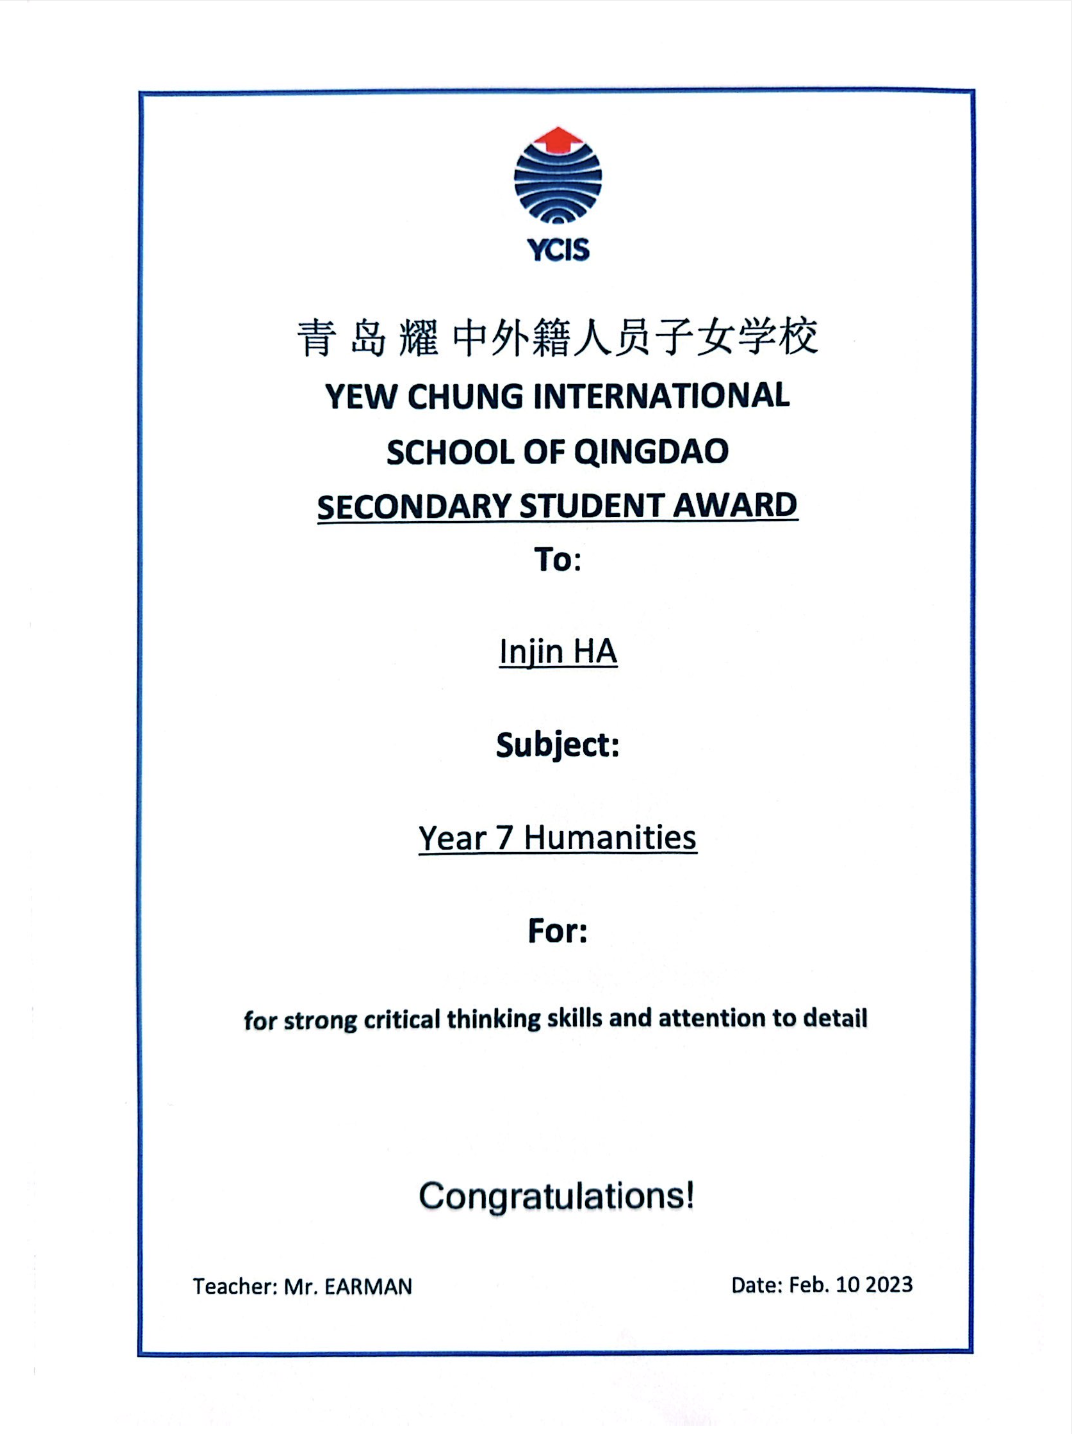 YCIS
青 岛 耀 中外籍人员子女学校
YEW CHUNG INTERNATIONAL
SCHOOL OF QINGDAO
SECONDARY STUDENT AWARD
To:
Injin HA
Subject:
Year 7 Humanities
For:
for strong critical thinking skills and attention to detail
Congratulations!
Teacher: Mr. EARMAN
Date: Feb. 10 2023